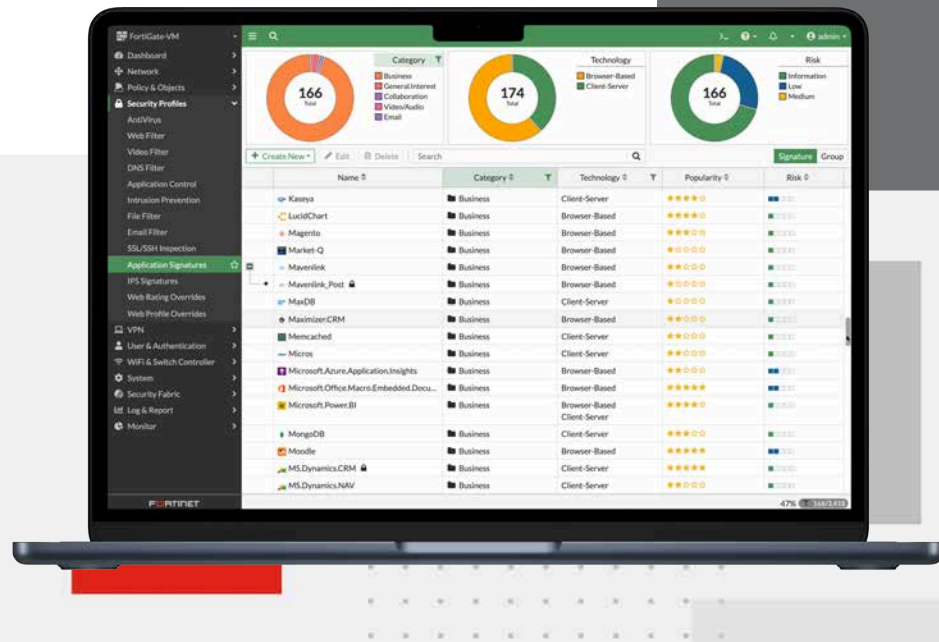 FortiGate-VM
admin
Dashboard
Network
Policy & Objects
Security Profiles
AntiVirus
Web Filter
Video Filter
DNS Filter
Application Control
Intrusion Prevention
File Filter
Email Filter
SSL/SSH Inspection
Application Signatures
IPS Signatures
Web Rating Overrides
Web Profile Overrides
VPN
User & Authentication
WiFi & Switch Controller
System
Security Fabric
Log & Report
Monitor
FORTINET
166
Total
Category
Business
General.Interest
Collaboration
Video/Audio
Email
174
Total
Technology
Browser-Based
Client-Server
166
Total
Risk
Information
Low
Medium
Create New Edit Delete Search Signature Group
Name Category Technology Popularity Risk
Kaseya Business Client-Server
LucidChart Business Browser-Based
Magento Business Browser-Based
Market-Q Business Browser-Based
Mavenlink Business Browser-Based
Mavenlink_Post Business Browser-Based
MaxDB Business Client-Server
Maximizer.CRM Business Browser-Based
Memcached Business Client-Server
Micros Business Client-Server
Microsoft.Azure.Application.Insights Business Browser-Based
Microsoft.Office.Macro.Embedded.Docu... Business Browser-Based
Microsoft.Power.BI Business Browser-Based
Client-Server
MongoDB Business Client-Server
Moodle Business Browser-Based
MS.Dynamics.CRM Business Client-Server
MS.Dynamics.NAV Business Client-Server
47%